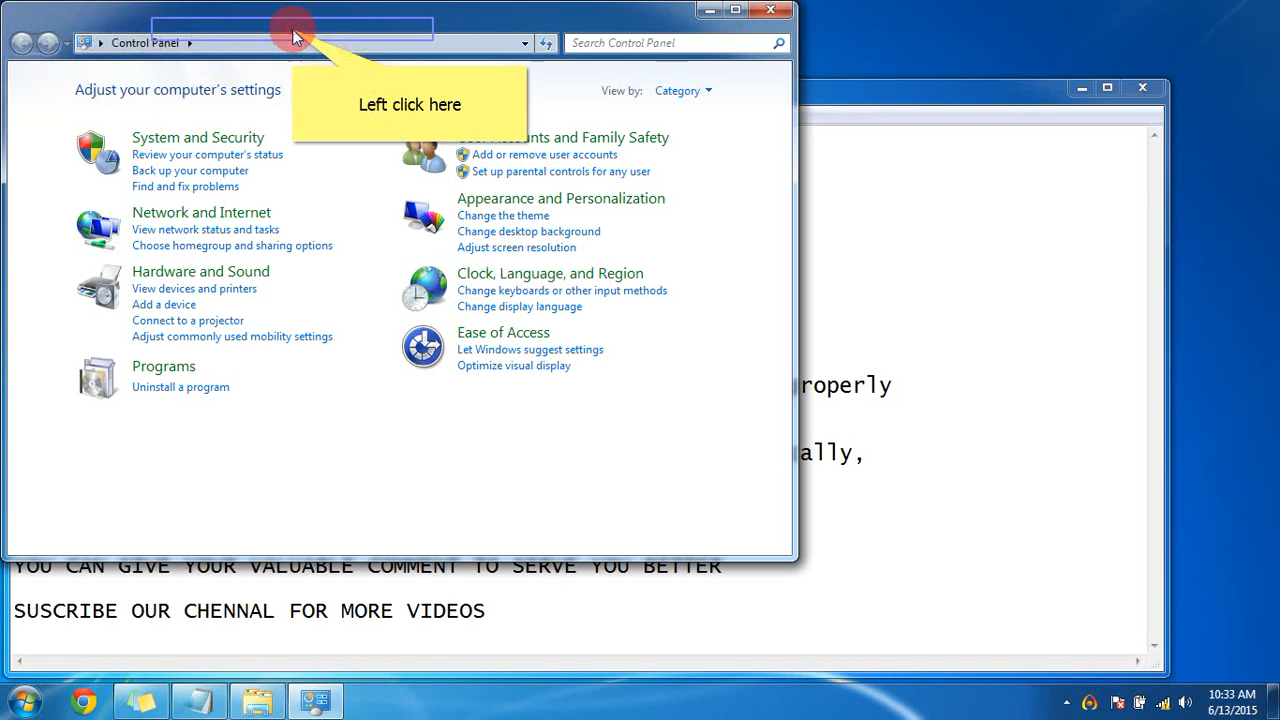 Control Panel
Search Control Panel
Left click here
Adjust your computer's settings
View by: Category
System and Security
Review your computer's status
Back up your computer
Find and fix problems
Network and Internet
View network status and tasks
Choose homegroup and sharing options
Hardware and Sound
View devices and printers
Add a device
Connect to a projector
Adjust commonly used mobility settings
Programs
Uninstall a program
Accounts and Family Safety
Add or remove user accounts
Set up parental controls for any user
Appearance and Personalization
Change the theme
Change desktop background
Adjust screen resolution
Clock, Language, and Region
Change keyboards or other input methods
Change display language
Ease of Access
Let Windows suggest settings
Optimize visual display
roperly
ally,
YOU CAN GIVE YOUR VALUABLE COMMENT TO SERVE YOU BETTER
SUSCRIBE OUR CHENNAL FOR MORE VIDEOS
10:33 AM
6/13/2015